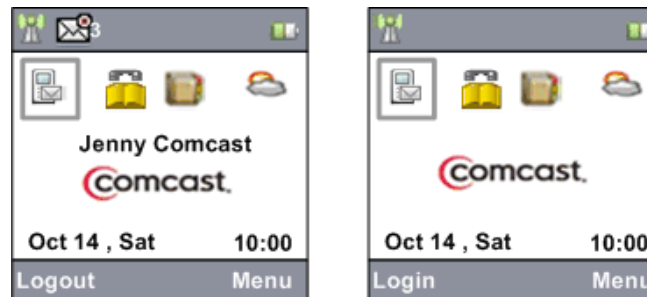 3
Jenny Comcast
Comcast.
Oct 14 , Sat 10:00
Logout Menu
Comcast.
Oct 14 , Sat 10:00
Login Menu